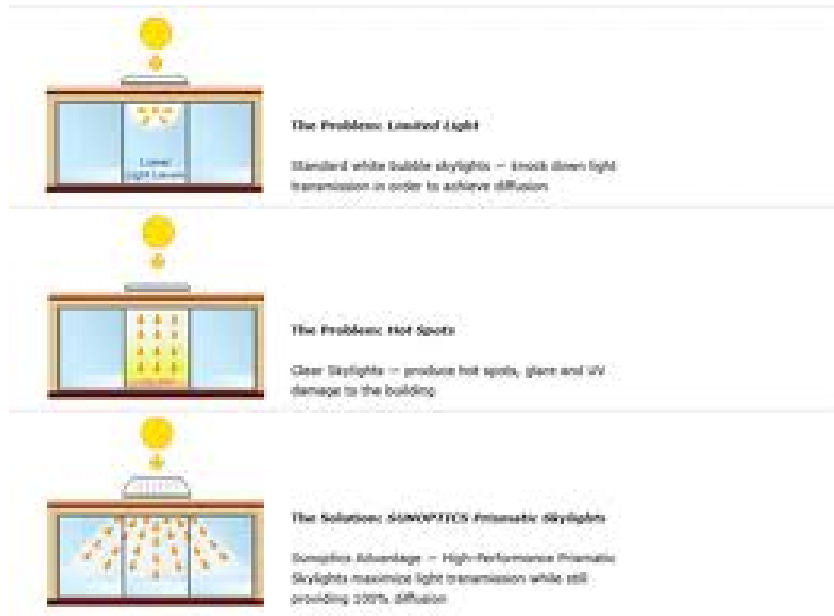 Lower
Light Levels
The Problem: Limited Light
Standard white bubble skylights — knock down light
transmission in order to achieve diffusion
The Problem: Hot Spots
Clear Skylights — produce hot spots, glare and UV
damage to the building
The Solution: SUNOPTICS Prismatic Skylights
Sunoptics Advantage — High-Performance Prismatic
Skylights maximize light transmission while still
providing 100% diffusion